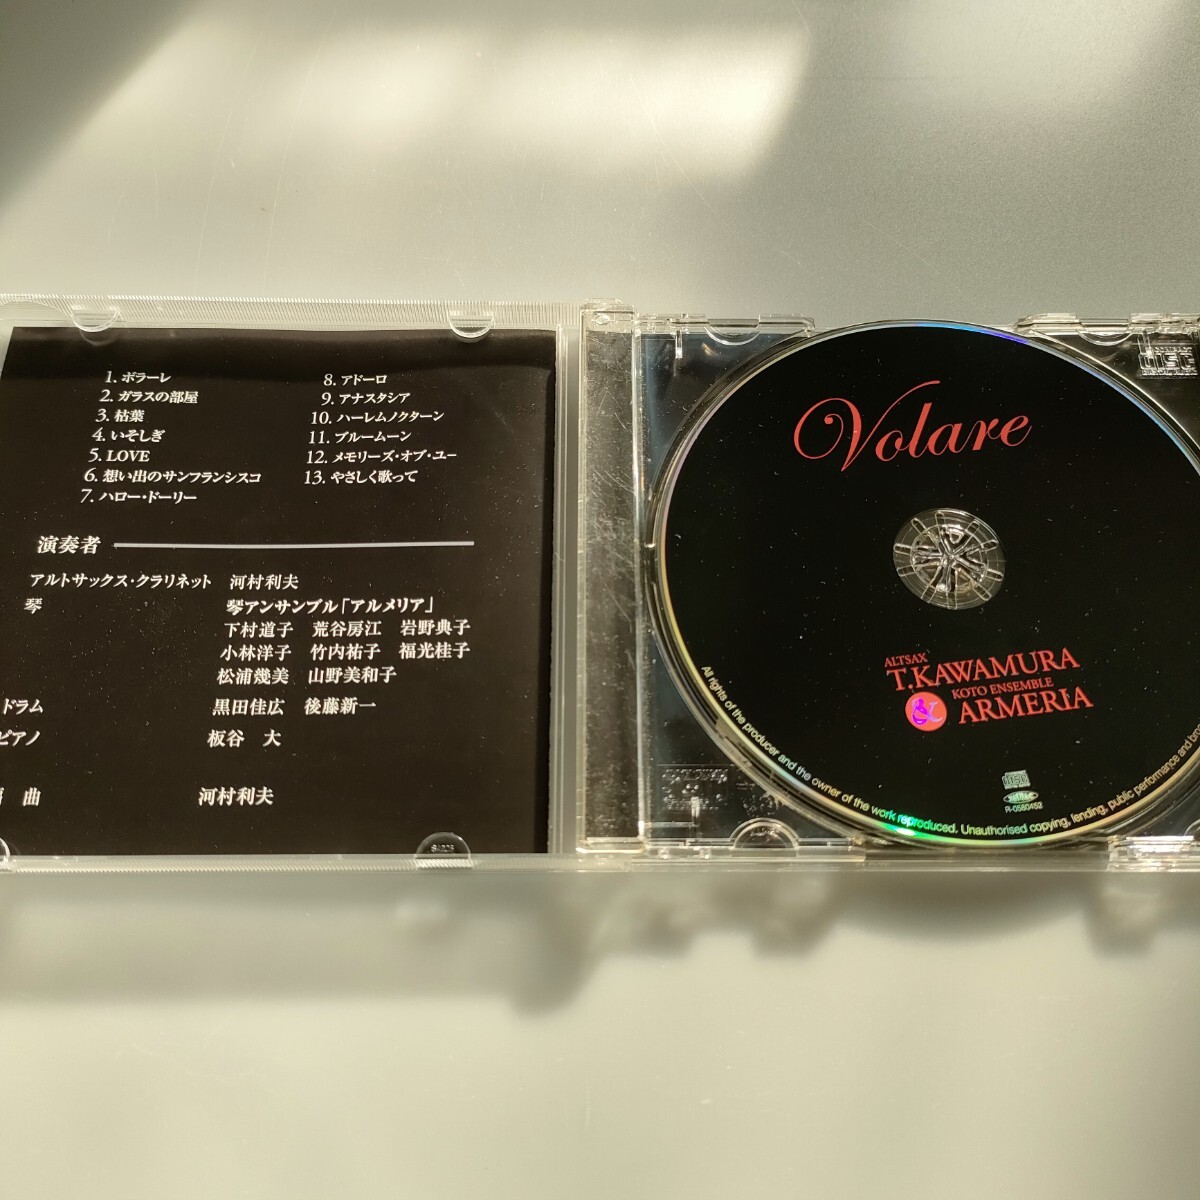 1. ボラーレ
2. ガラスの部屋
3. 枯葉
4. いそしぎ
5. LOVE
6. 想い出のサンフランシスコ
7. ハロー・ドーリー
8. アドーロ
9. アナスタシア
10. ハーレムノクターン
11. ブルームーン
12. メモリーズ・オブ・ユー
13. やさしく歌って
演奏者
アルトサックス・クラリネット 河村利夫
琴 琴アンサンブル「アルメリア」
下村道子 荒谷房江 岩野典子
小林洋子 竹内祐子 福光桂子
松浦幾美 山野美和子
ドラム 黒田佳広 後藤新一
ピアノ 板谷 大
曲 河村利夫
Volare
ALTSAX
T.KAWAMURA
& KOTO ENSEMBLE
ARMERIA
R-0580452
All rights of the producer and the owner of the work reproduced. Unauthorised copying, lending, public performance and